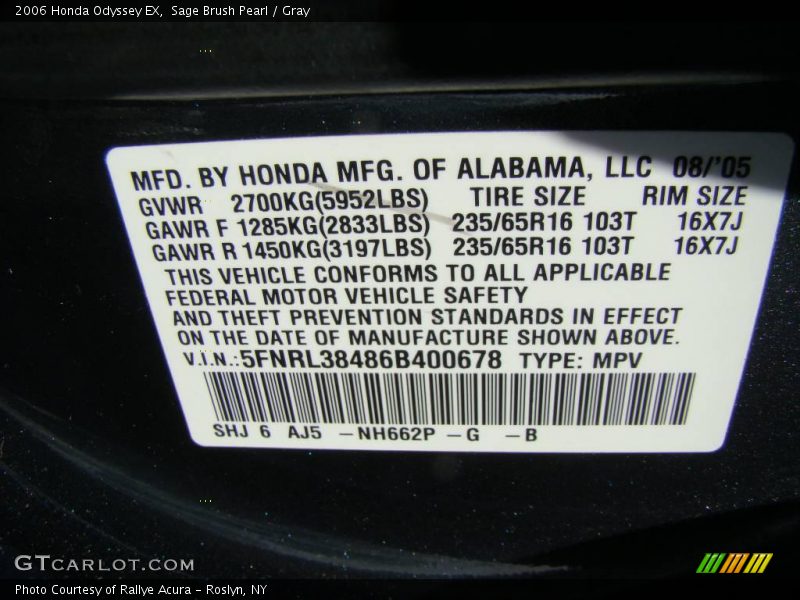 2006 Honda Odyssey EX, Sage Brush Pearl / Gray
MFD. BY HONDA MFG. OF ALABAMA, LLC 08/'05
GVWR 2700KG(5952LBS) TIRE SIZE RIM SIZE
GAWR F 1285KG(2833LBS) 235/65R16 103T 16X7J
GAWR R 1450KG(3197LBS) 235/65R16 103T 16X7J
THIS VEHICLE CONFORMS TO ALL APPLICABLE
FEDERAL MOTOR VEHICLE SAFETY
AND THEFT PREVENTION STANDARDS IN EFFECT
ON THE DATE OF MANUFACTURE SHOWN ABOVE.
V.I.N.:5FNRL38486B400678 TYPE: MPV
SHJ 6 AJ5 -NH662P -G -B
GTCARLOT.COM
Photo Courtesy of Rallye Acura - Roslyn, NY